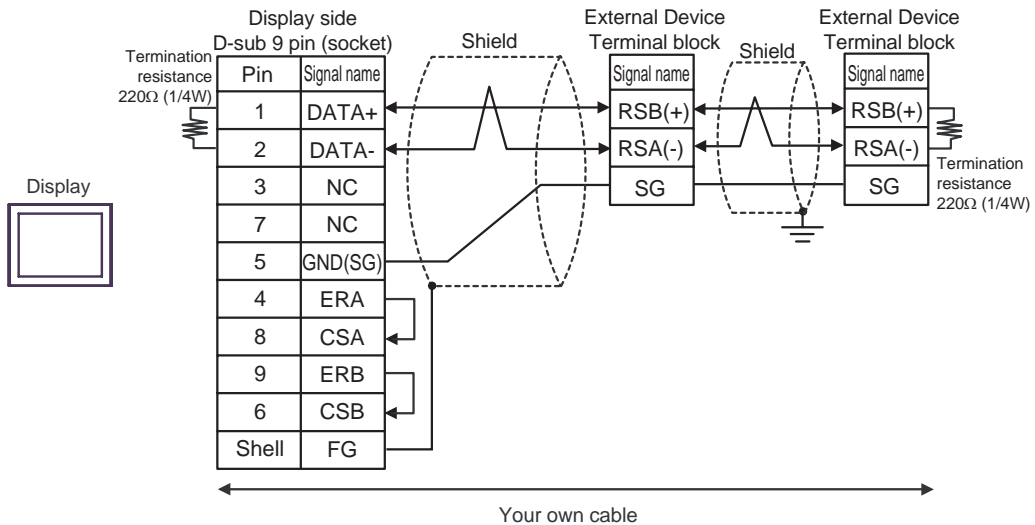 Display side
D-sub 9 pin (socket)
Termination
resistance
220Ω (1/4W)
Pin Signal name
1 DATA+
2 DATA-
3 NC
7 NC
5 GND(SG)
4 ERA
8 CSA
9 ERB
6 CSB
Shell FG
Display
Shield
External Device
Terminal block
Signal name
RSB(+)
RSA(-)
SG
Shield
External Device
Terminal block
Signal name
RSB(+)
RSA(-)
SG
Termination
resistance
220Ω (1/4W)
Your own cable